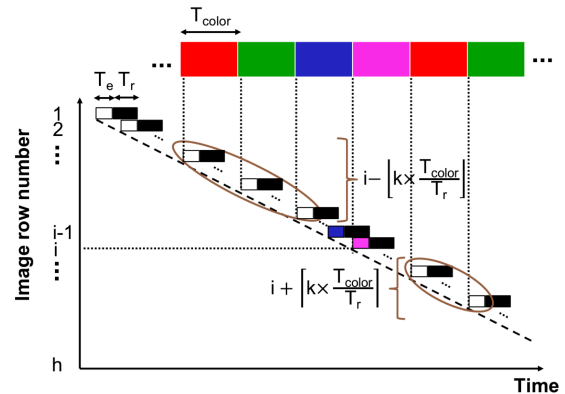 T_color
...
...
T_e T_r
1
2
...
i-1
i
...
h
Image row number
i−⌊k×T_color/T_r⌋
i+⌈k×T_color/T_r⌉
Time